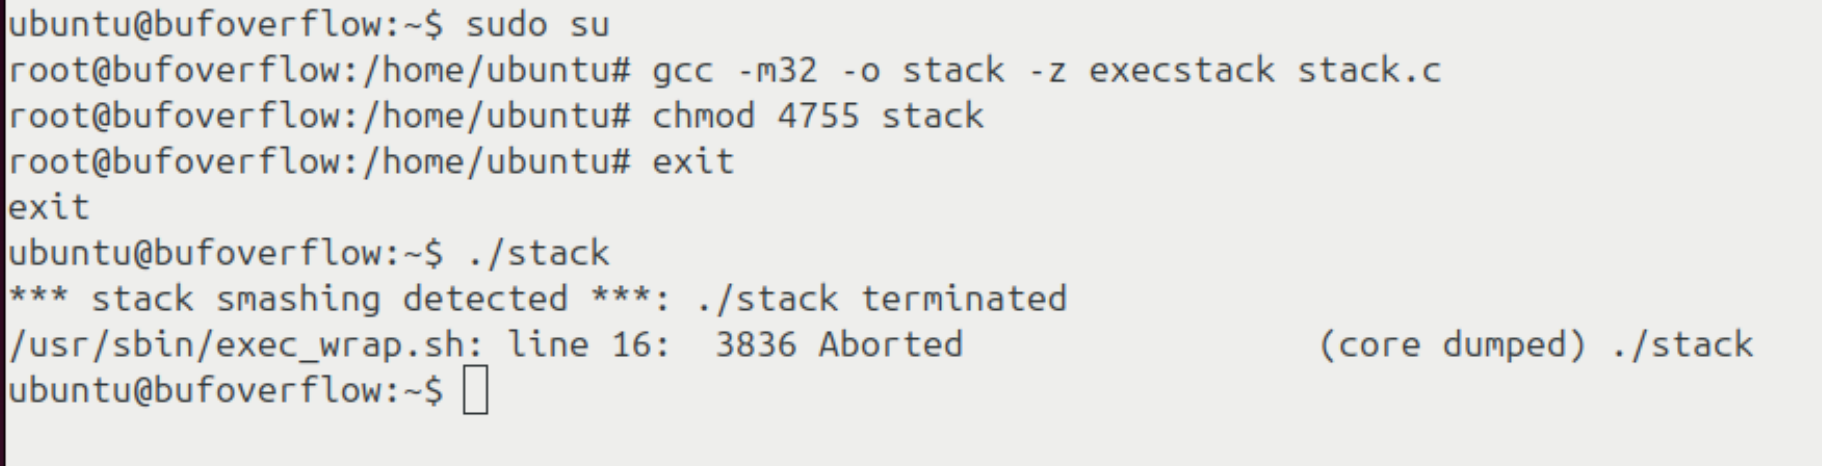 ubuntu@bufoverflow:~$ sudo su
root@bufoverflow:/home/ubuntu# gcc -m32 -o stack -z execstack stack.c
root@bufoverflow:/home/ubuntu# chmod 4755 stack
root@bufoverflow:/home/ubuntu# exit
exit
ubuntu@bufoverflow:~$ ./stack
*** stack smashing detected ***: ./stack terminated
/usr/sbin/exec_wrap.sh: line 16:  3836 Aborted                 (core dumped) ./stack
ubuntu@bufoverflow:~$